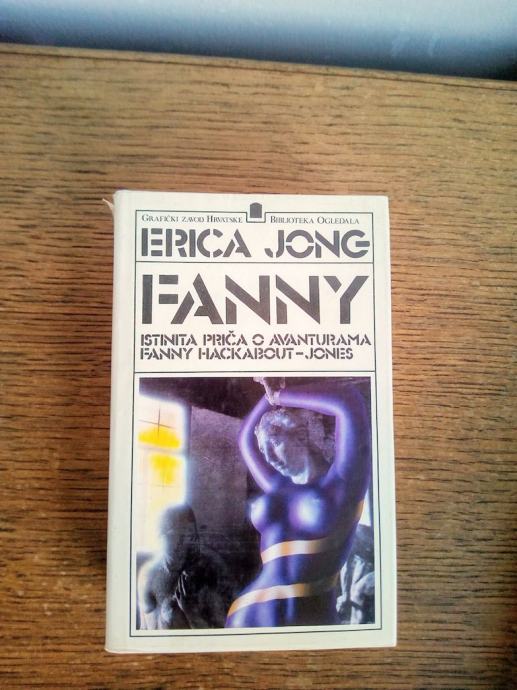 GRAFIČKI ZAVOD HRVATSKE BIBLIOTEKA OGLEDALA
ERICA JONG
FANNY
ISTINITA PRIČA O AVANTURAMA
FANNY HACKABOUT-JONES